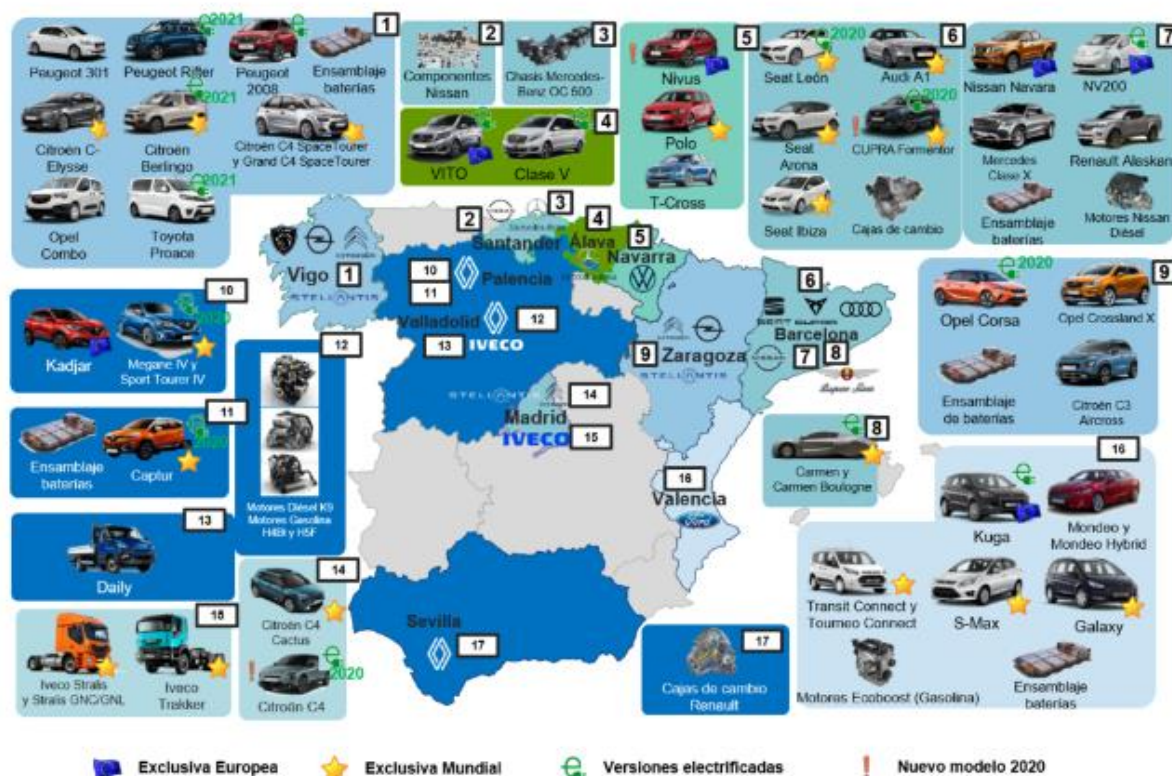 1
2021
Peugeot 301
Peugeot Rifter
Peugeot
2008
Ensamblaje
baterías
Citroën C-
Elysse
2021
Citroën
Berlingo
Citroën C4 SpaceTourer
y Grand C4 SpaceTourer
Opel
Combo
2021
Toyota
Proace
2
Componentes
Nissan
3
Chasis Mercedes-
Benz OC 500
4
VITO
Clase V
5
Nivus
Polo
T-Cross
6
Seat León
2020
Audi A1
Seat
Arona
2020
CUPRA Formentor
Seat Ibiza
Cajas de cambio
7
Nissan Navara
NV200
Mercedes
Clase X
Renault Alaskan
Ensamblaje
baterías
Motores Nissan
Diésel
2
Santander
3
4
Álava
5
Navarra
Vigo
1
STELLANTIS
10
11
Palencia
Valladolid
12
13
IVECO
9
Zaragoza
STELLANTIS
6
SEAT
CUPRA
Barcelona
7
8
STELLANTIS
14
Madrid
IVECO
15
16
Valencia
Ford
Sevilla
17
9
2020
Opel Corsa
Opel Crossland X
Ensamblaje
de baterías
Citroën C3
Aircross
10
Kadjar
2020
Megane IV y
Sport Tourer IV
11
Ensamblaje
baterías
2020
Captur
12
Motores Diésel K9
Motores Gasolina
H4Bt y H5F
13
Daily
8
Carmen y
Carmen Boulogne
14
Citroën C4
Cactus
2020
Citroën C4
15
Iveco Stralis
y Stralis GNC/GNL
Iveco
Trakker
17
Cajas de cambio
Renault
16
Kuga
Mondeo y
Mondeo Hybrid
Transit Connect y
Tourneo Connect
S-Max
Galaxy
Motores Ecoboost (Gasolina)
Ensamblaje
baterías
Exclusiva Europea
Exclusiva Mundial
Versiones electrificadas
Nuevo modelo 2020